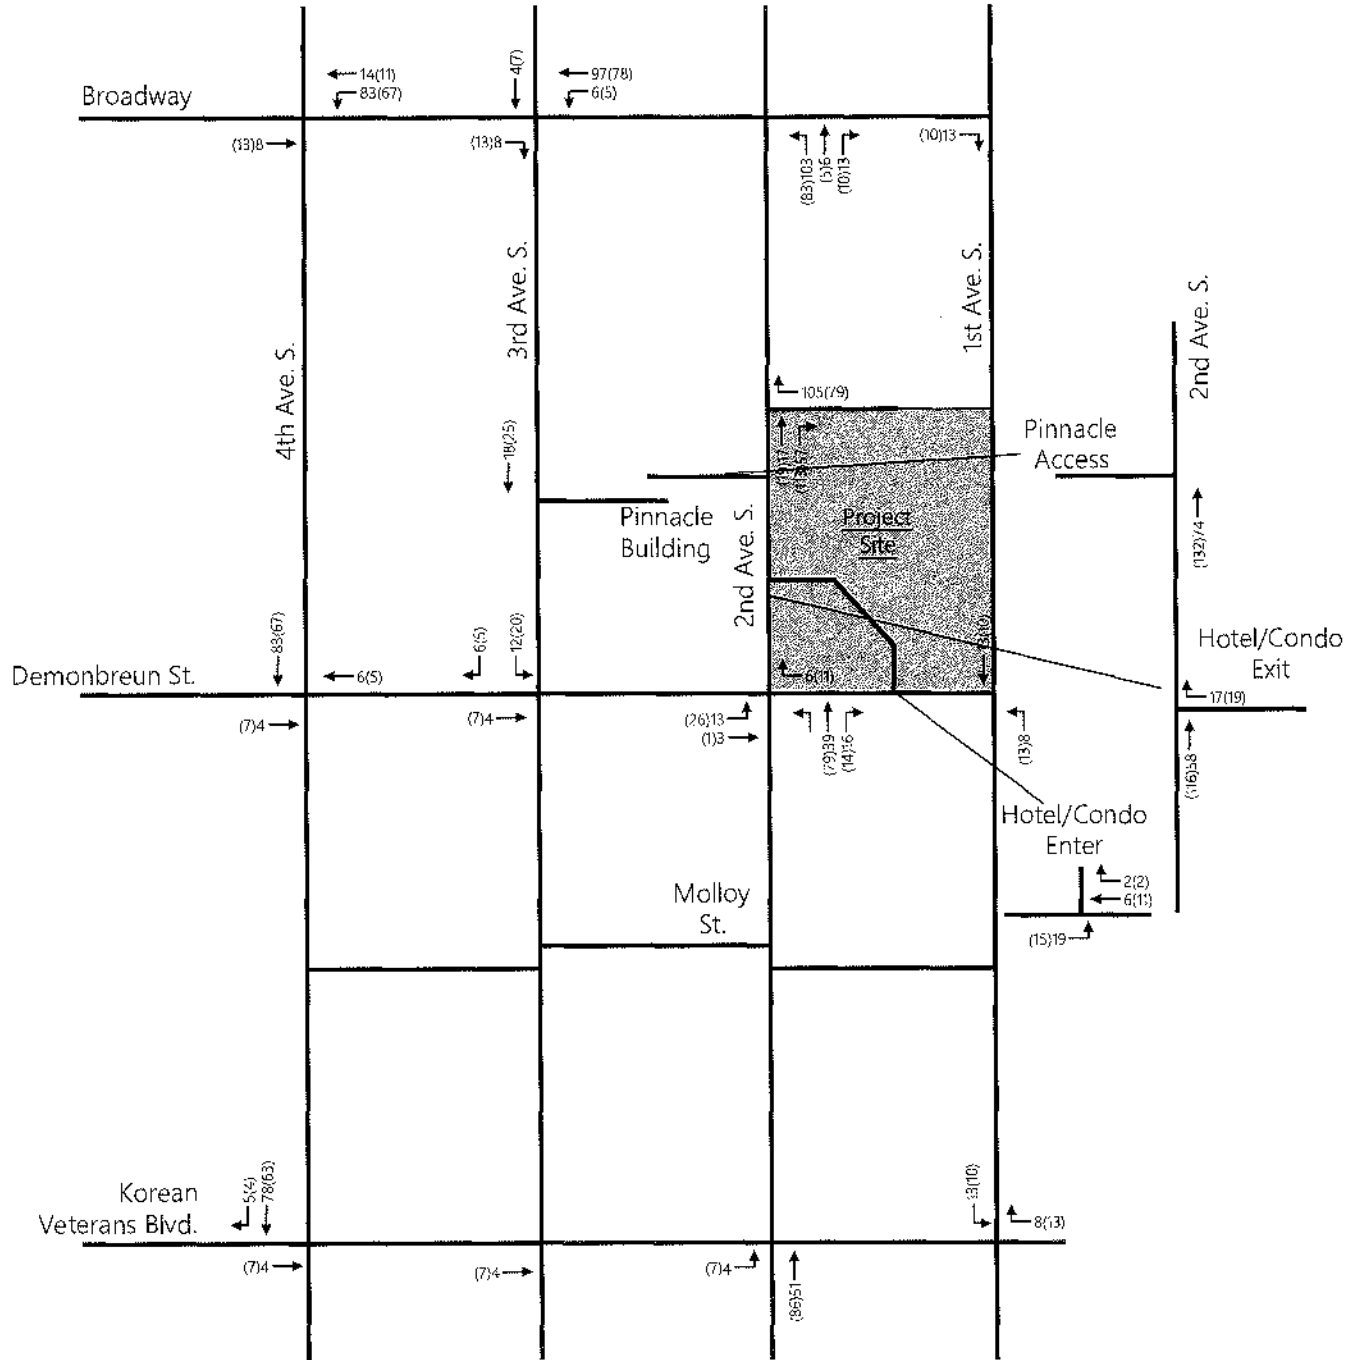 14(11)
83(67)
4(7)
97(78)
6(5)
Broadway
(13)8
(13)8
(83)103
(5)6
(10)13
(10)13
4th Ave. S.
3rd Ave. S.
1st Ave. S.
2nd Ave. S.
105(79)
18(25)
Pinnacle
Access
Pinnacle
Building
2nd Ave. S.
Project
Site
(132)74
83(67)
6(5)
12(20)
Hotel/Condo
Exit
Demonbreun St.
6(5)
6(11)
17(19)
(7)4
(7)4
(26)13
(1)3
(79)39
(14)16
(13)8
(116)58
Hotel/Condo
Enter
2(2)
6(11)
(15)19
Molloy
St.
Korean
Veterans Blvd.
5(4)
78(63)
13(10)
8(13)
(7)4
(7)4
(7)4
(86)51